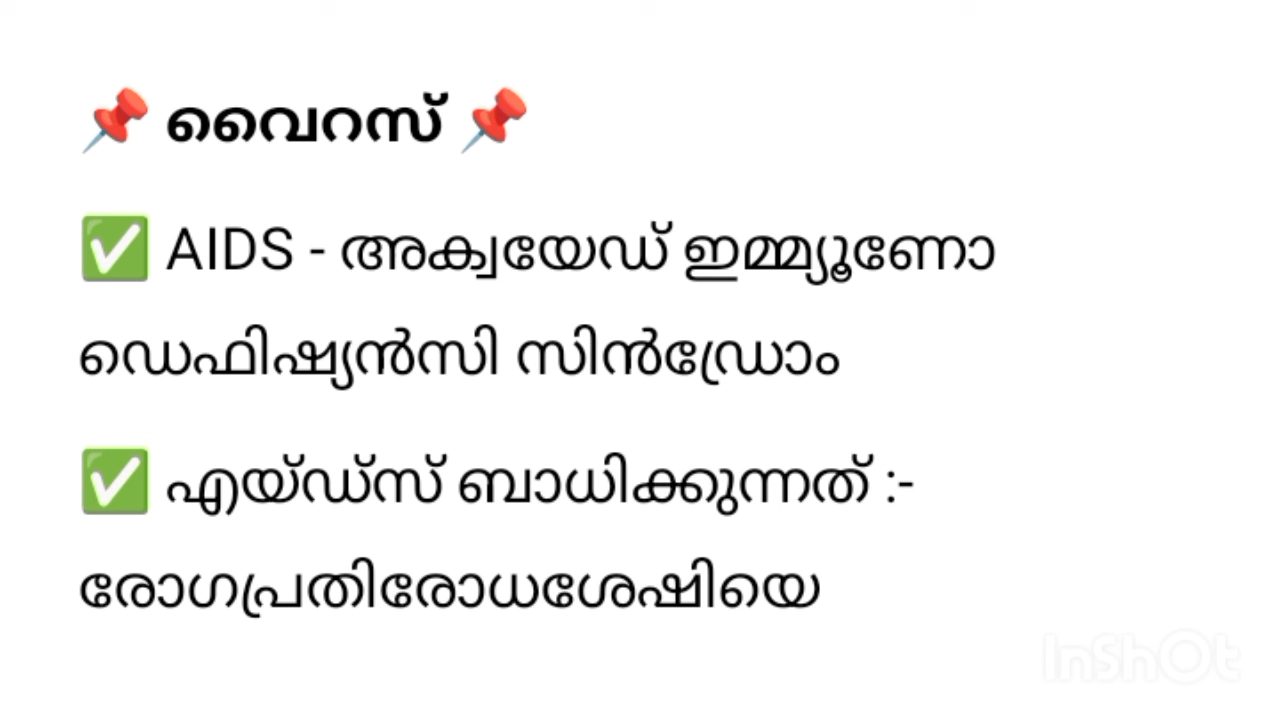 📌 വൈറസ് 📌
✅ AIDS - അക്വയേഡ് ഇമ്മ്യൂണോ
ഡെഫിഷ്യൻസി സിൻഡ്രോം
✅ എയ്ഡ്സ് ബാധിക്കുന്നത് :-
രോഗപ്രതിരോധശേഷിയെ
InShOt